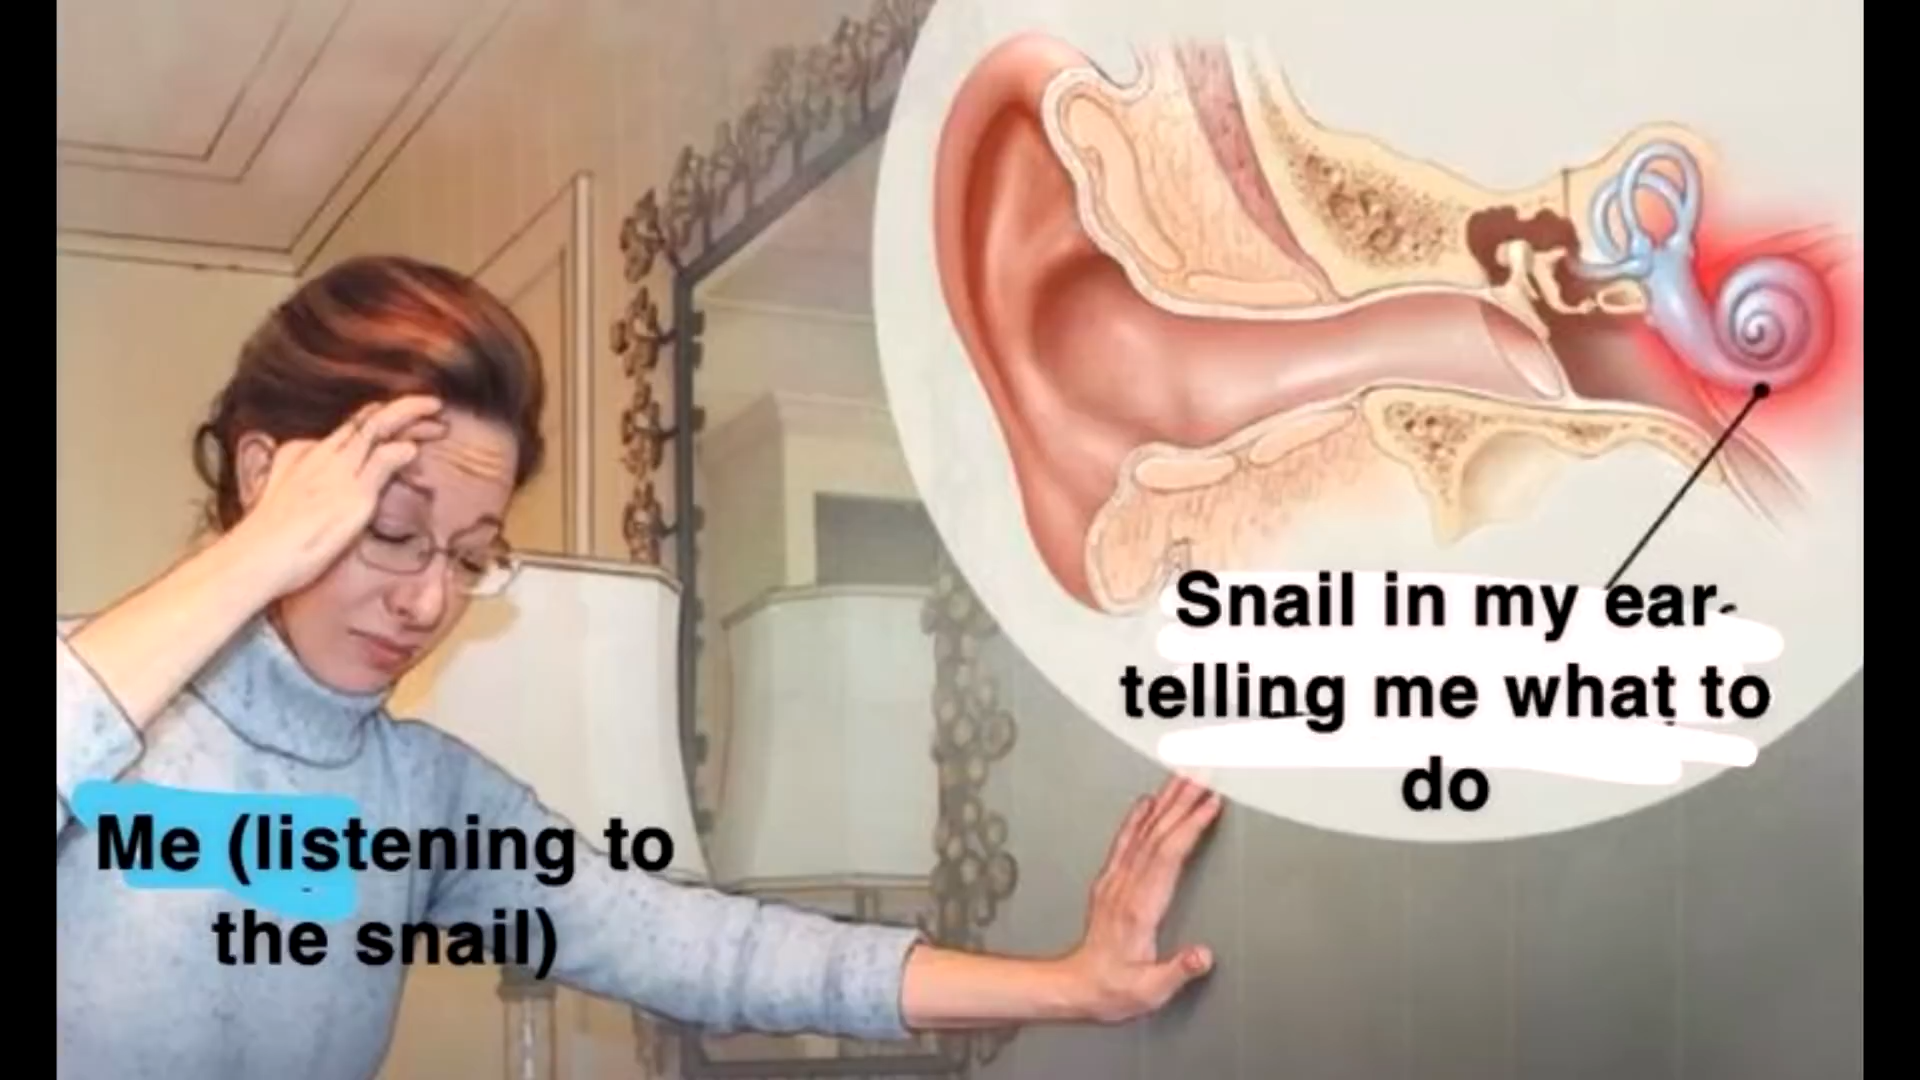 Snail in my ear
telling me what to
do
Me (listening to
the snail)